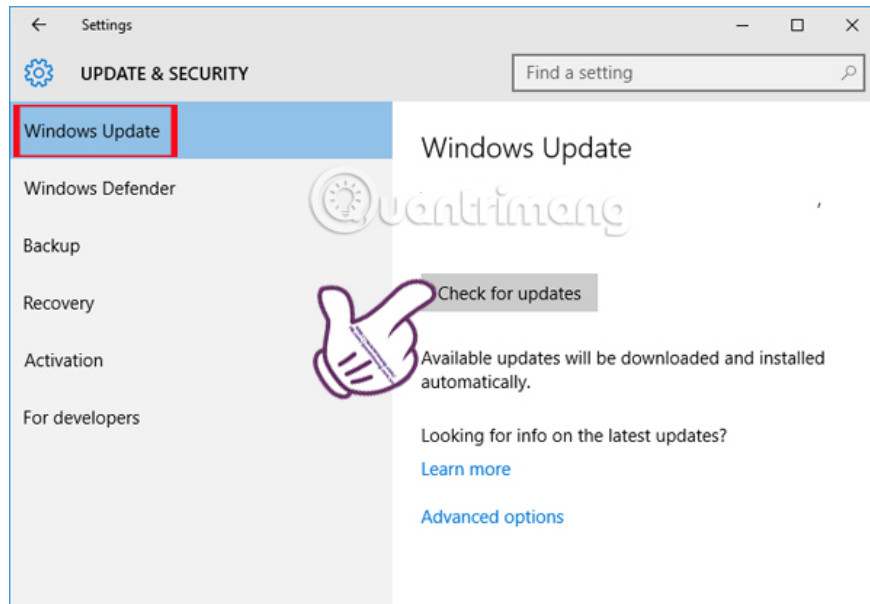 Settings
UPDATE & SECURITY
Find a setting
Windows Update
Windows Defender
Backup
Recovery
Activation
For developers
Windows Update
Quantrimang
Check for updates
Available updates will be downloaded and installed
automatically.
Looking for info on the latest updates?
Learn more
Advanced options